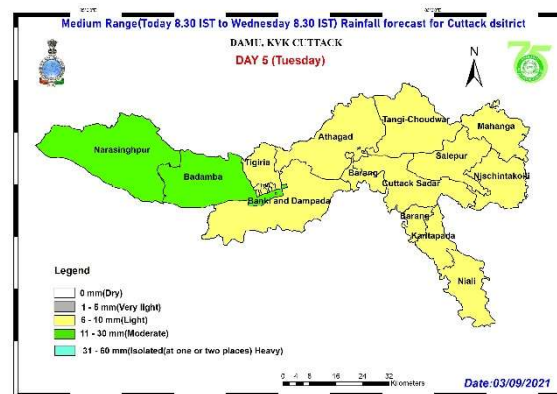 Medium Range(Today 8.30 IST to Wednesday 8.30 IST) Rainfall forecast for Cuttack dsitrict
DAMU, KVK CUTTACK
DAY 5 (Tuesday)
N
75
Tangi-Choudwar
Mahanga
Athagad
Narasinghpur
Salepur
Tigiria
Badamba
Barang
Nischintakoili
Cuttack Sadar
Banki and Dampada
Barang
Kantapada
Niali
Legend
0 mm(Dry)
1 - 5 mm(Very light)
6 - 10 mm(Light)
11 - 30 mm(Moderate)
31 - 60 mm(Isolated(at one or two places) Heavy)
0 4 8 16 24 32
Kilometers
Date:03/09/2021